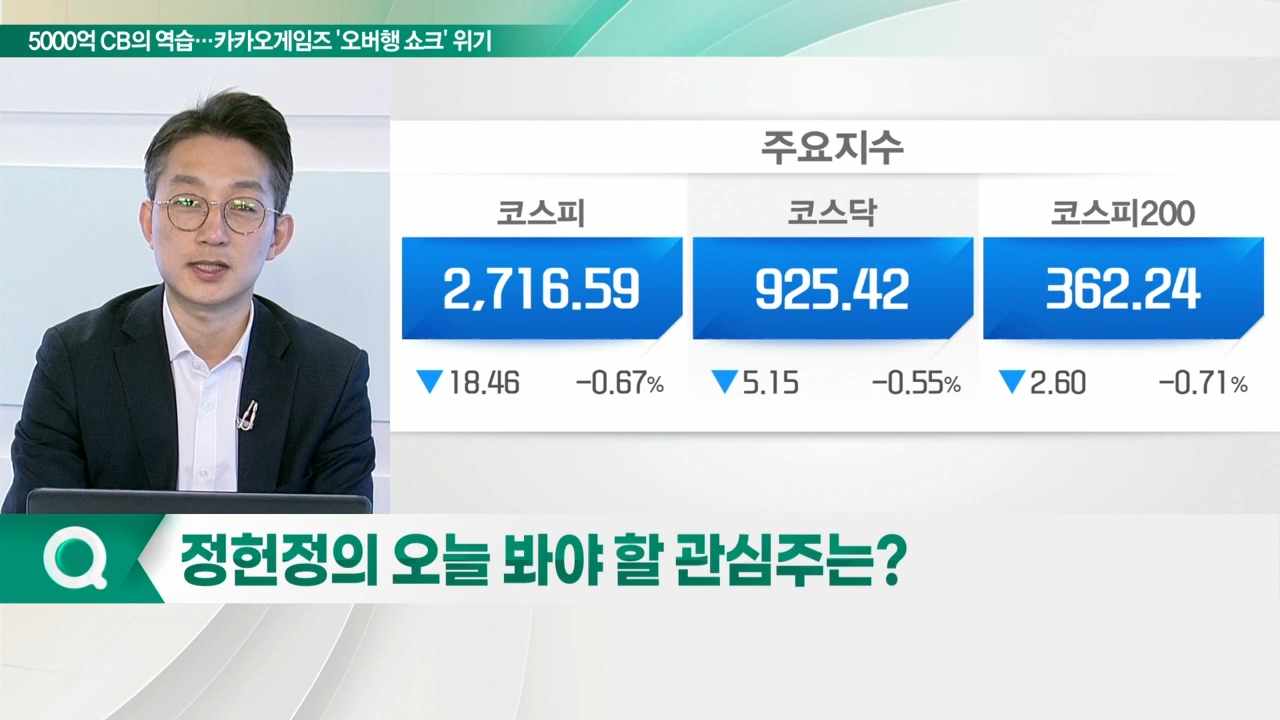 5000억 CB의 역습…카카오게임즈 '오버행 쇼크' 위기
주요지수
코스피 코스닥 코스피200
2,716.59 925.42 362.24
▼18.46 -0.67% ▼5.15 -0.55% ▼2.60 -0.71%
Q 정헌정의 오늘 봐야 할 관심주는?